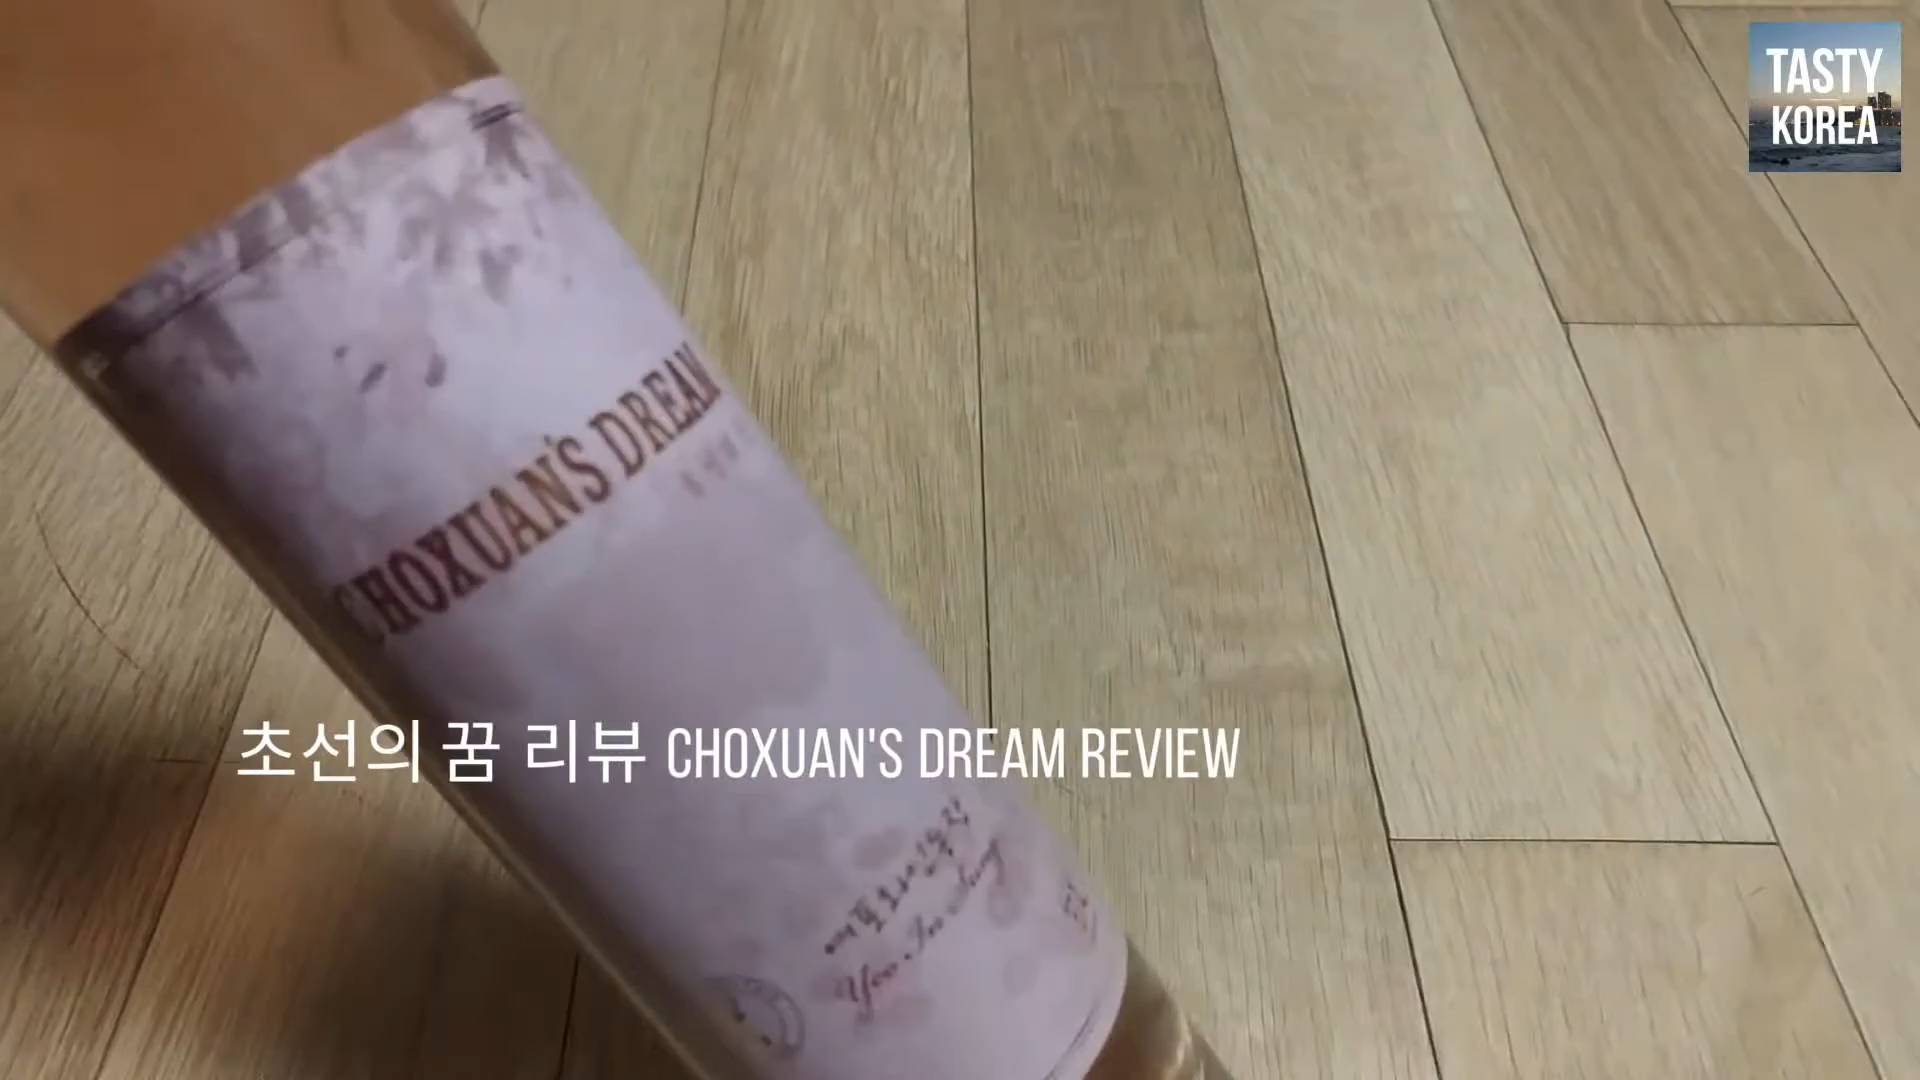 TASTY
KOREA
CHOXUAN'S DREAM
초선의 꿈 리뷰 CHOXUAN'S DREAM REVIEW